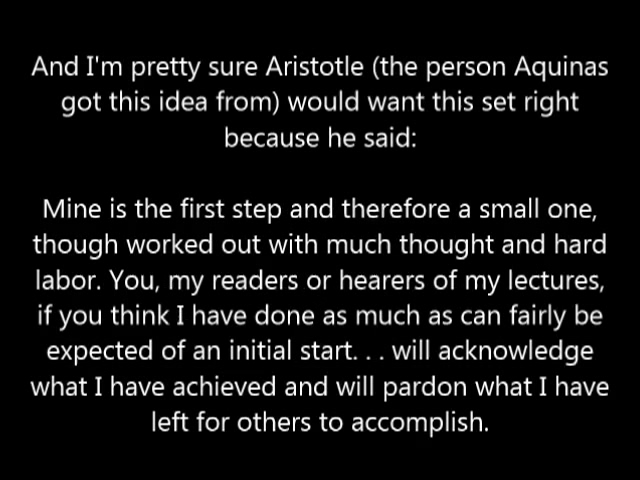 And I'm pretty sure Aristotle (the person Aquinas
got this idea from) would want this set right
because he said:
Mine is the first step and therefore a small one,
though worked out with much thought and hard
labor. You, my readers or hearers of my lectures,
if you think I have done as much as can fairly be
expected of an initial start. . . will acknowledge
what I have achieved and will pardon what I have
left for others to accomplish.